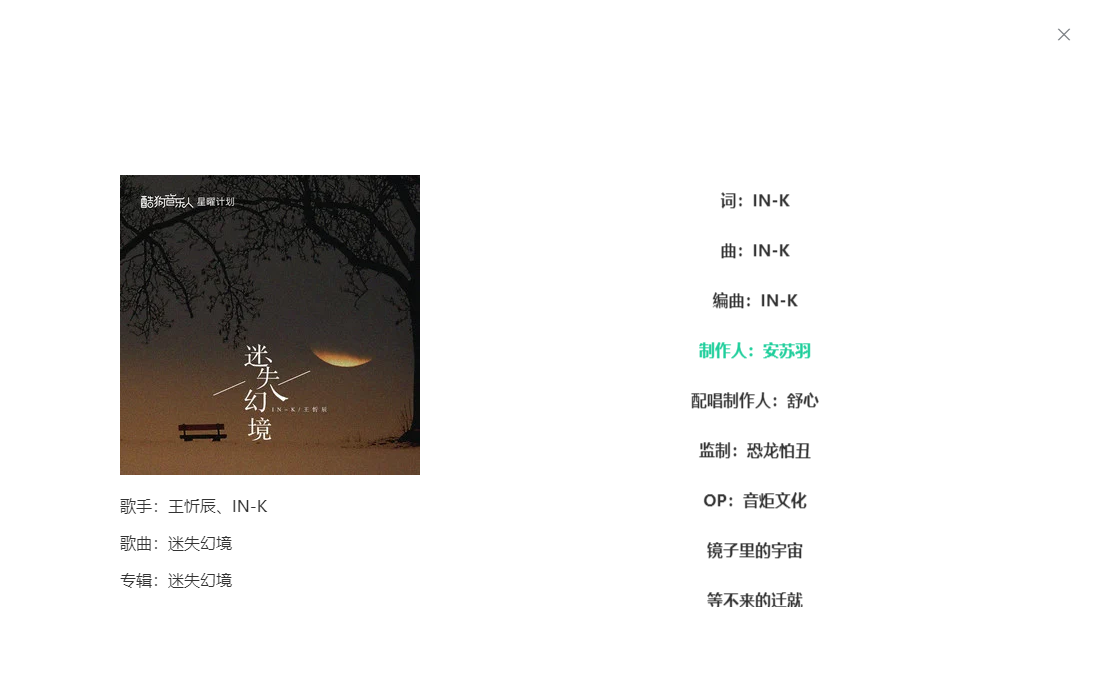 酷狗音乐人 星曜计划
迷失幻境
IN-K/王忻辰
歌手：王忻辰、IN-K
歌曲：迷失幻境
专辑：迷失幻境
词：IN-K
曲：IN-K
编曲：IN-K
制作人：安苏羽
配唱制作人：舒心
监制：恐龙怕丑
OP：音炬文化
镜子里的宇宙
等不来的迁就